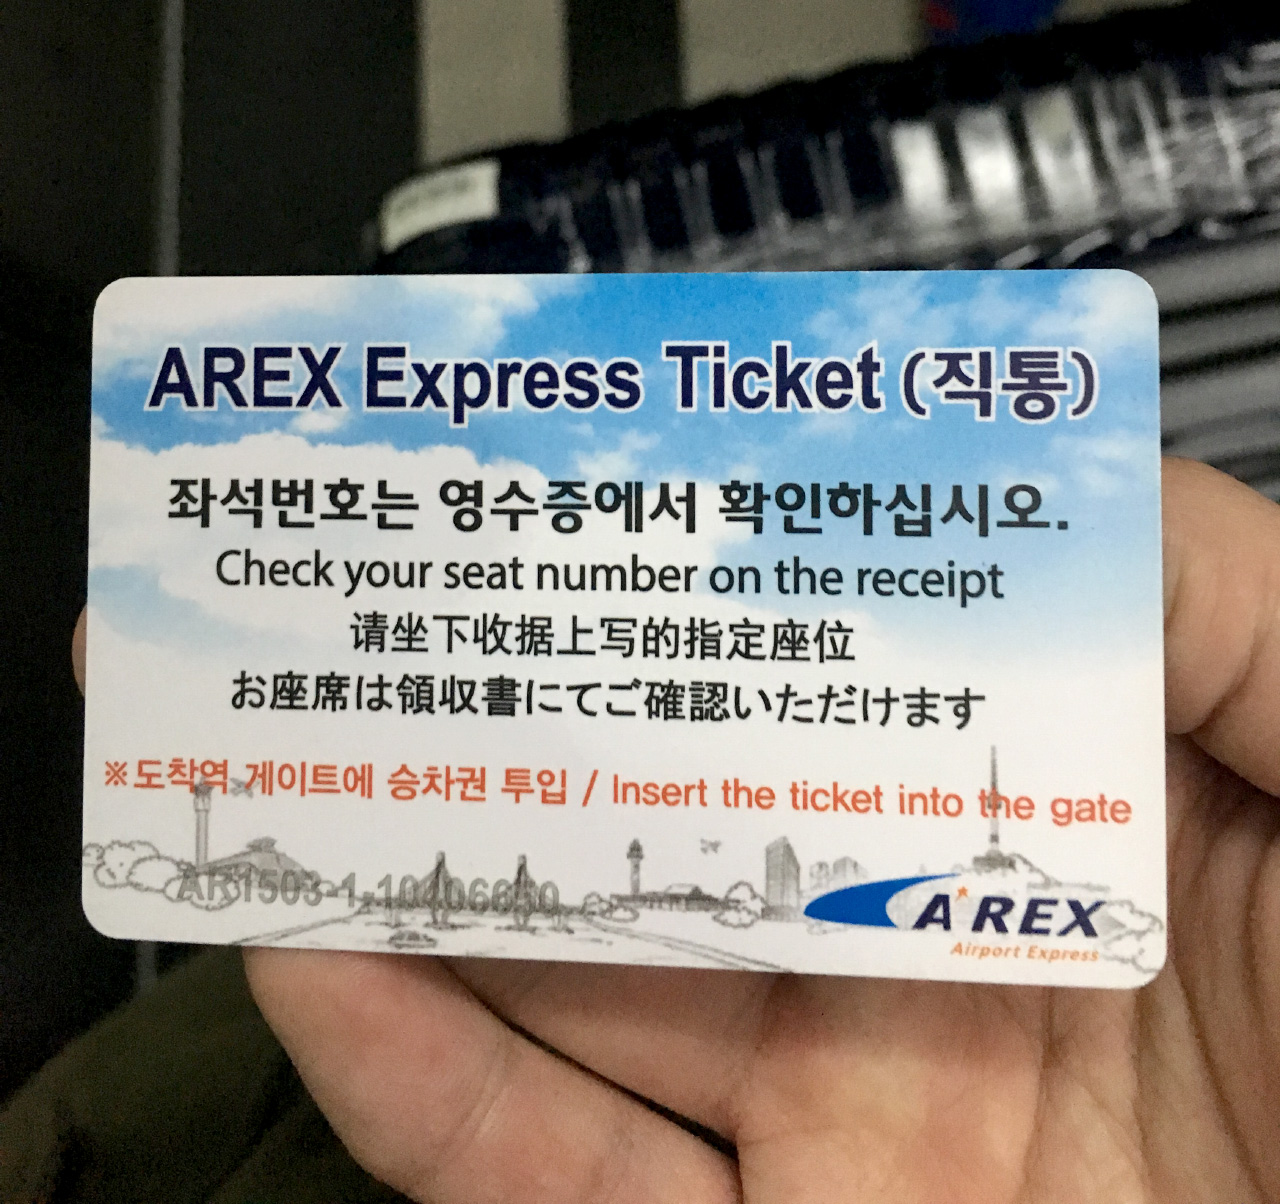 AREX Express Ticket (직통)
좌석번호는 영수증에서 확인하십시오.
Check your seat number on the receipt
请坐下收据上写的指定座位
お座席は領収書にてご確認いただけます
※도착역 게이트에 승차권 투입 / Insert the ticket into the gate
AR1503-1-10406650
A'REX
Airport Express